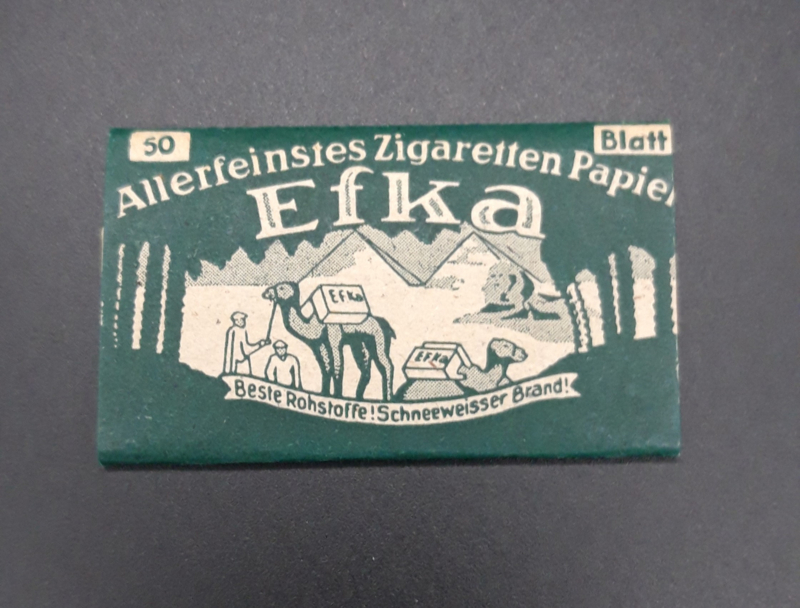 50 Blatt
Allerfeinstes Zigaretten Papier
Efka
EFKa
EFKa
Beste Rohstoffe! Schneeweisser Brand!